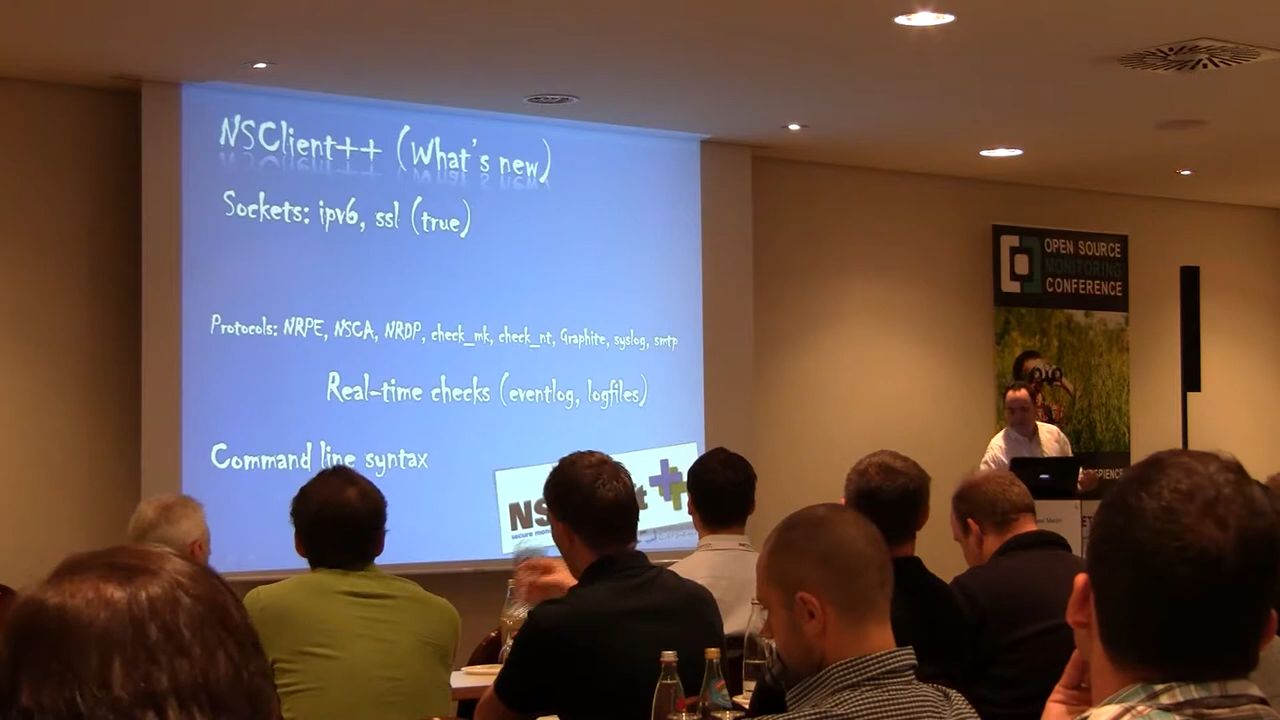 NSClient++ (What's new)
Sockets: ipv6, ssl (true)
Protocols: NRPE, NSCA, NRDP, check_mk, check_nt, Graphite, syslog, smtp
Real-time checks (eventlog, logfiles)
Command line syntax
OPEN SOURCE
MONITORING
CONFERENCE